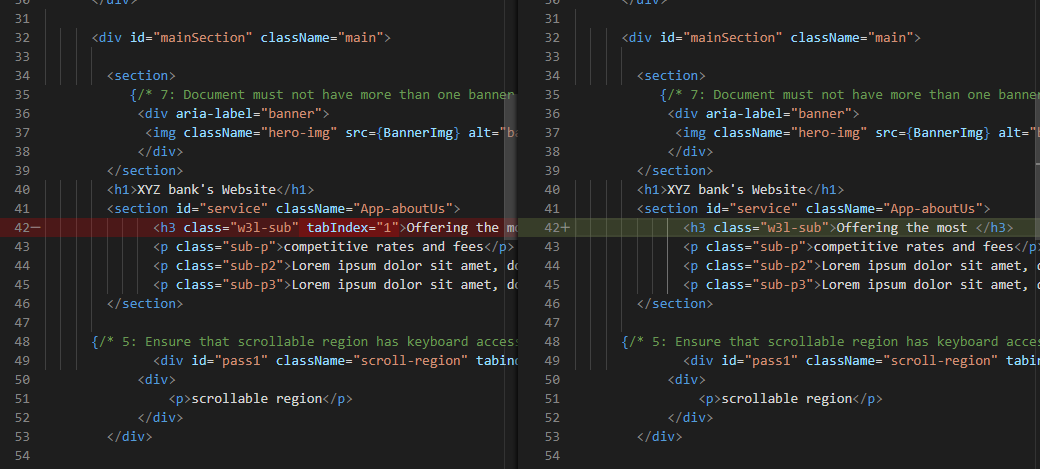 30 </div>
31
32 <div id="mainSection" className="main">
33
34 <section>
35 {/* 7: Document must not have more than one banner
36 <div aria-label="banner">
37 <img className="hero-img" src={BannerImg} alt="ba
38 </div>
39 </section>
40 <h1>XYZ bank's Website</h1>
41 <section id="service" className="App-aboutUs">
42— <h3 class="w3l-sub" tabIndex="1">Offering the mo
43 <p class="sub-p">competitive rates and fees</p>
44 <p class="sub-p2">Lorem ipsum dolor sit amet, do
45 <p class="sub-p3">Lorem ipsum dolor sit amet, do
46 </section>
47
48 {/* 5: Ensure that scrollable region has keyboard acces
49 <div id="pass1" className="scroll-region" tabind
50 <div>
51 <p>scrollable region</p>
52 </div>
53 </div>
54
30 </div>
31
32 <div id="mainSection" className="main">
33
34 <section>
35 {/* 7: Document must not have more than one banner
36 <div aria-label="banner">
37 <img className="hero-img" src={BannerImg} alt="b
38 </div>
39 </section>
40 <h1>XYZ bank's Website</h1>
41 <section id="service" className="App-aboutUs">
42+ <h3 class="w3l-sub">Offering the most </h3>
43 <p class="sub-p">competitive rates and fees</p>
44 <p class="sub-p2">Lorem ipsum dolor sit amet, d
45 <p class="sub-p3">Lorem ipsum dolor sit amet, d
46 </section>
47
48 {/* 5: Ensure that scrollable region has keyboard acces
49 <div id="pass1" className="scroll-region" tabin
50 <div>
51 <p>scrollable region</p>
52 </div>
53 </div>
54